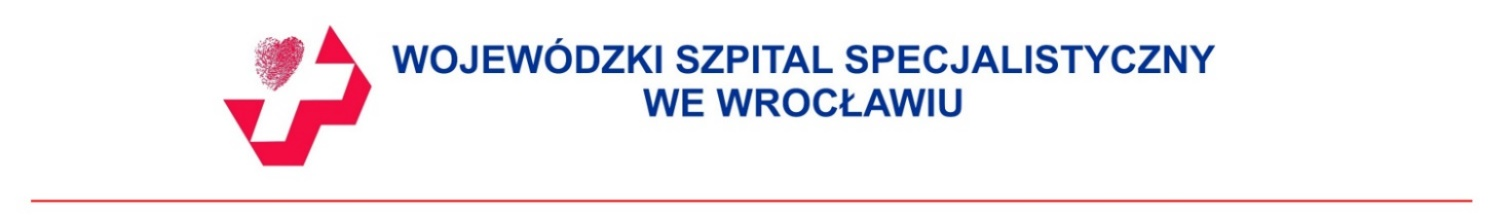 WOJEWÓDZKI SZPITAL SPECJALISTYCZNY
WE WROCŁAWIU